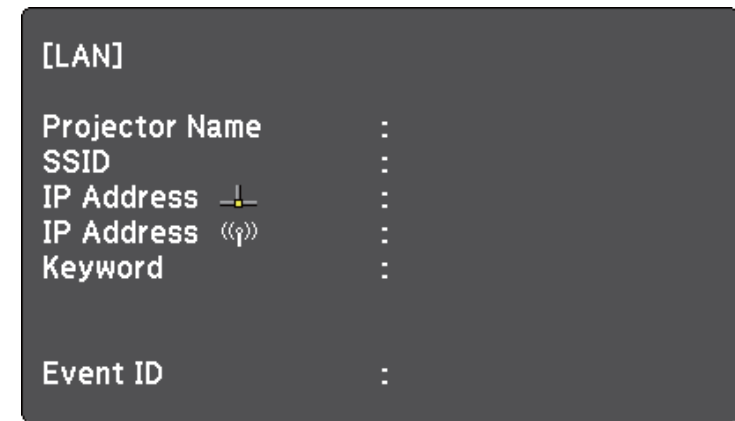 [LAN]
Projector Name :
SSID :
IP Address :
IP Address :
Keyword :
Event ID :